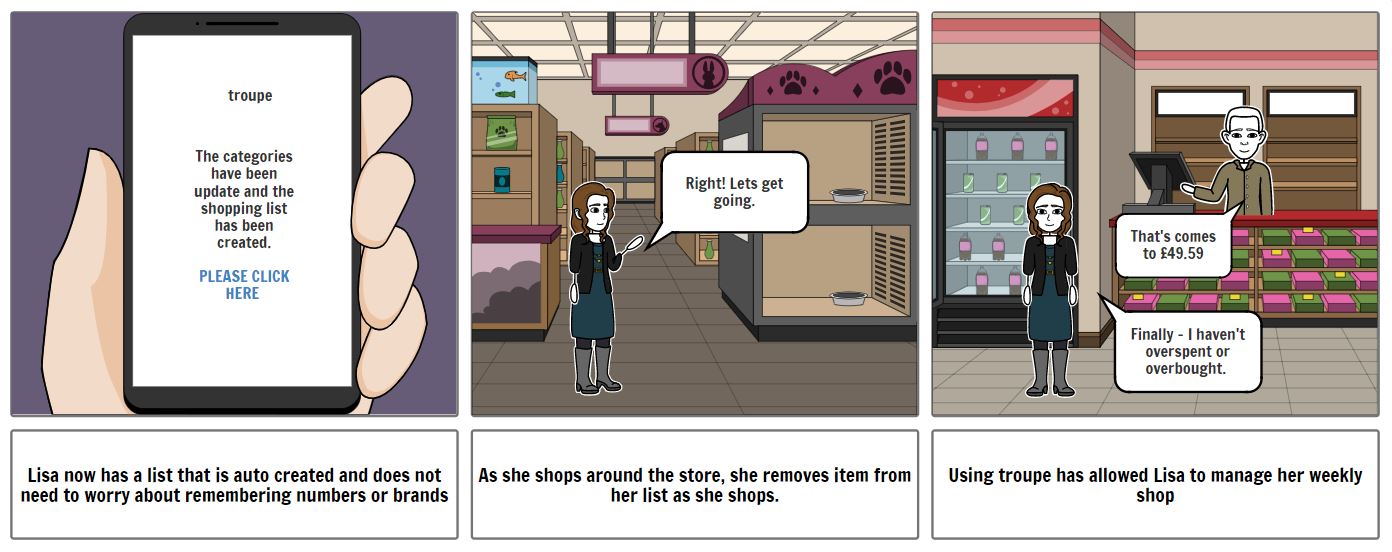 troupe
The categories
have been
update and the
shopping list
has been
created.
PLEASE CLICK
HERE
Right! Lets get
going.
That's comes
to £49.59
Finally - I haven't
overspent or
overbought.
Lisa now has a list that is auto created and does not
need to worry about remembering numbers or brands
As she shops around the store, she removes item from
her list as she shops.
Using troupe has allowed Lisa to manage her weekly
shop